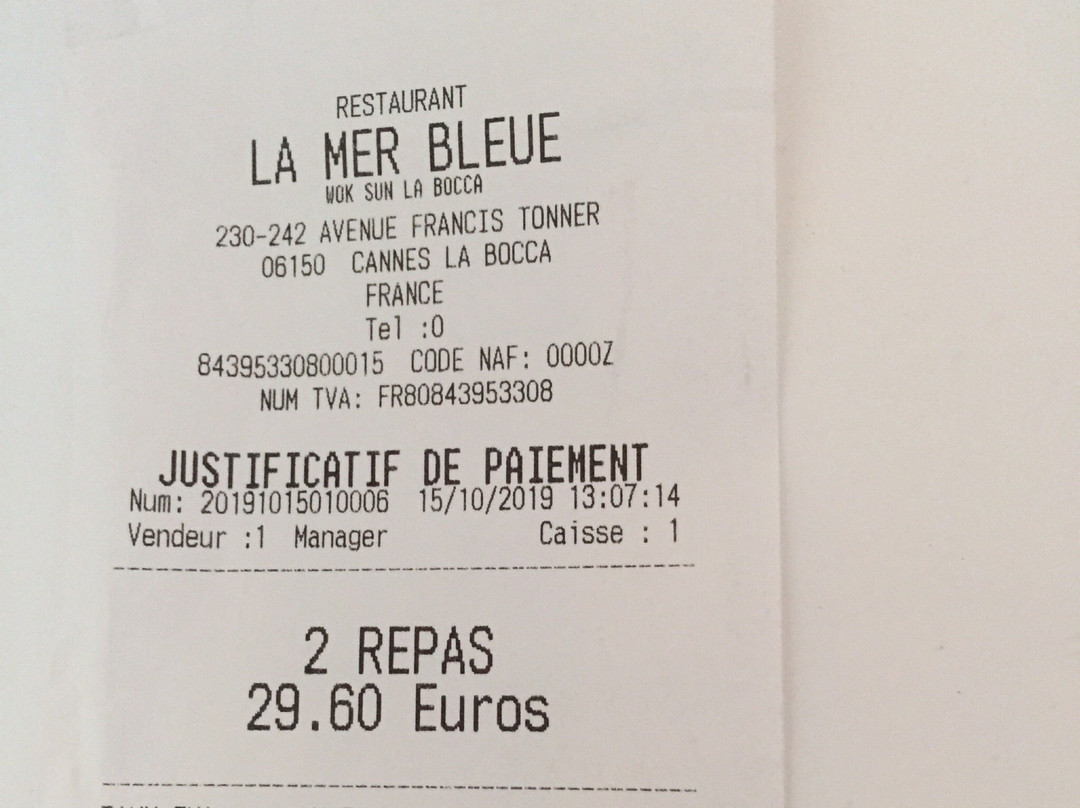 RESTAURANT
LA MER BLEUE
WOK SUN LA BOCCA
230-242 AVENUE FRANCIS TONNER
06150 CANNES LA BOCCA
FRANCE
Tel :0
84395330800015 CODE NAF: 0000Z
NUM TVA: FR80843953308
JUSTIFICATIF DE PAIEMENT
Num: 20191015010006 15/10/2019 13:07:14
Vendeur :1 Manager Caisse : 1
2 REPAS
29.60 Euros